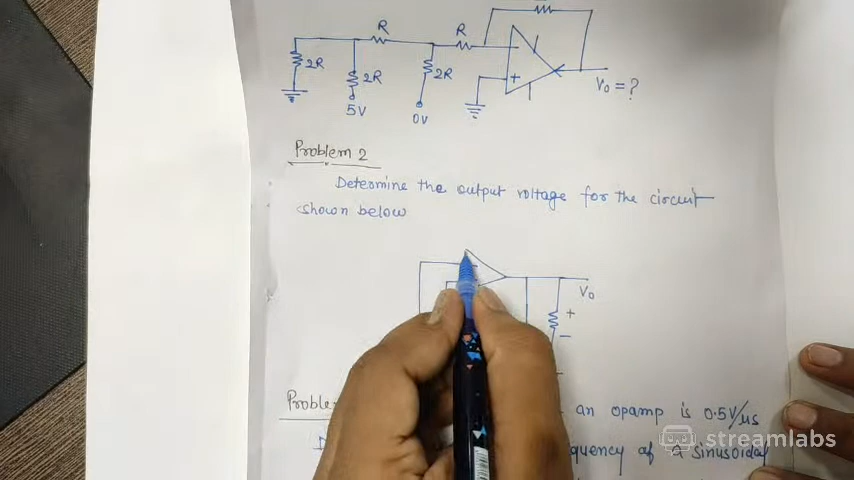 R
R
2R
2R
2R
5V
0V
+
V₀ = ?
Problem 2
Determine the output voltage for the circuit
shown below
V₀
+
-
an opamp is 0.5V/μs
of a sinusoidal
streamlabs